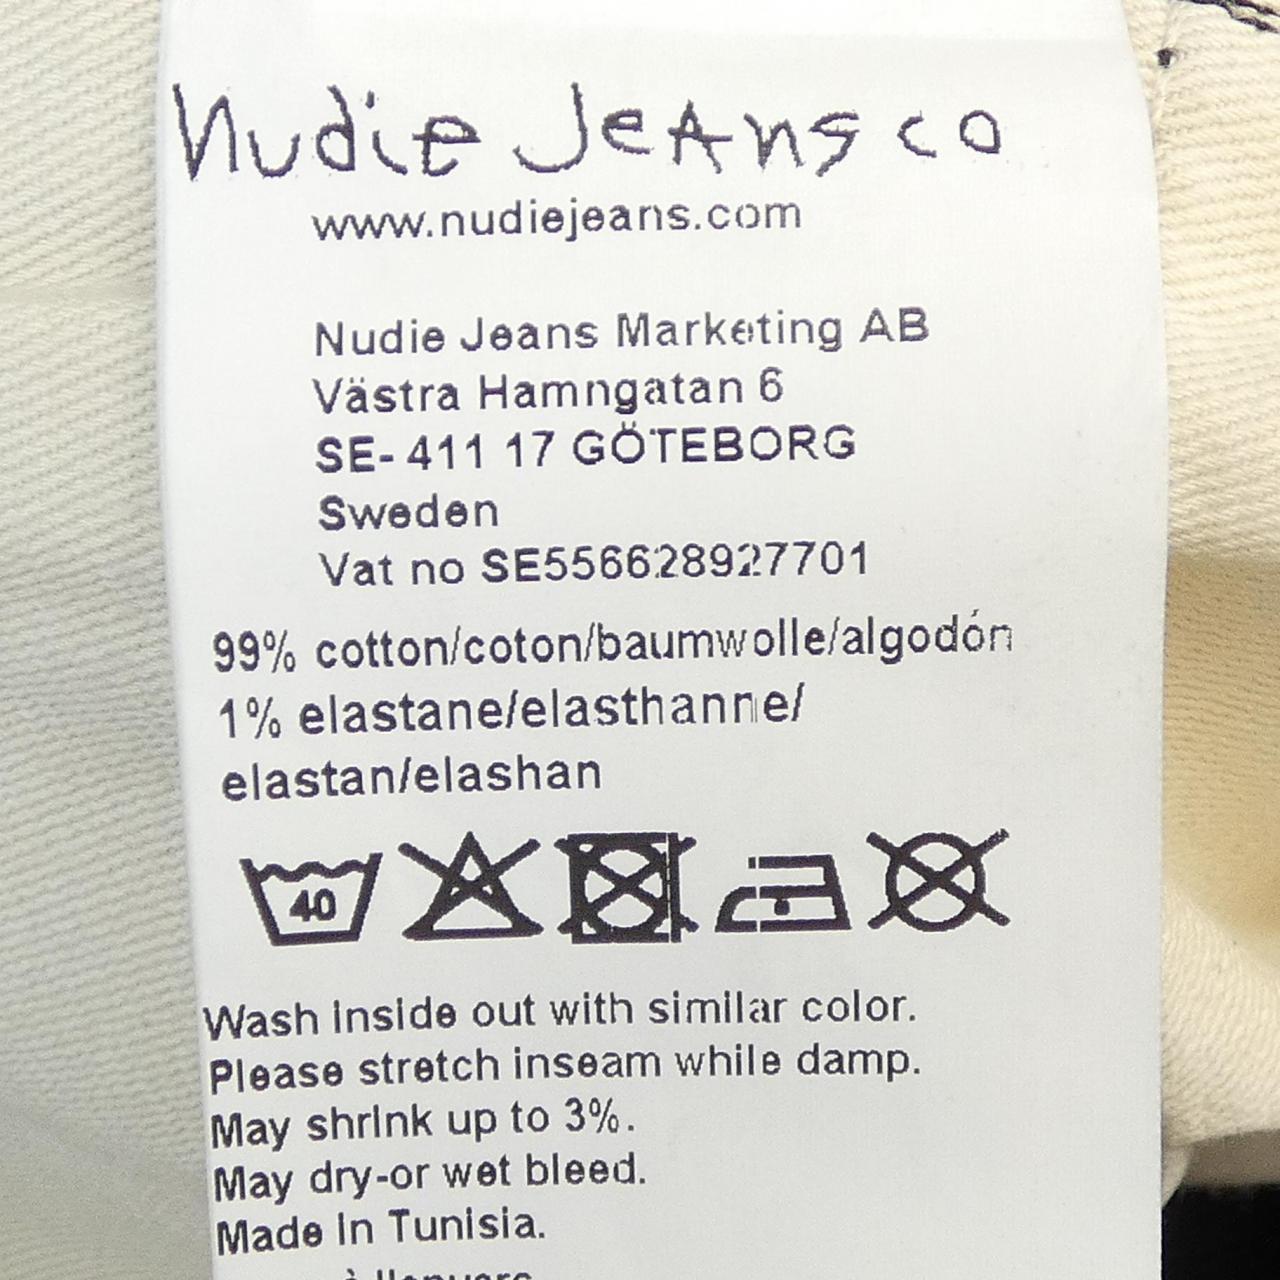 Nudie Jeans co
www.nudiejeans.com
Nudie Jeans Marketing AB
Västra Hamngatan 6
SE- 411 17 GÖTEBORG
Sweden
Vat no SE556628927701
99% cotton/coton/baumwolle/algodón
1% elastane/elasthanne/
elastan/elashan
40
Wash inside out with similar color.
Please stretch inseam while damp.
May shrink up to 3%.
May dry-or wet bleed.
Made In Tunisia.